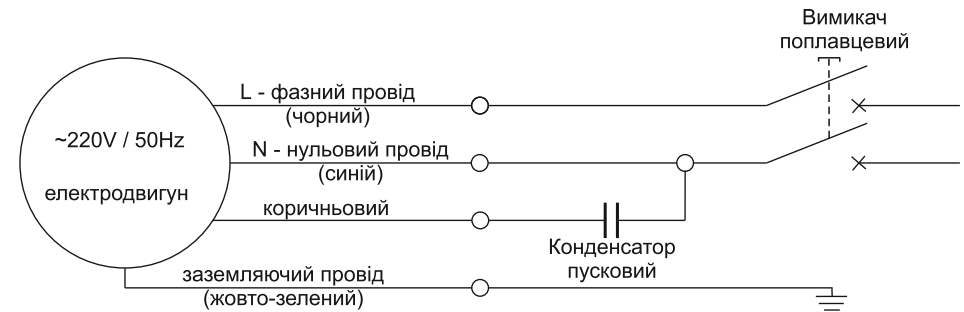 Вимикач
поплавцевий
L - фазний провід
(чорний)
~220V / 50Hz
N - нульовий провід
(синій)
електродвигун
коричньовий
Конденсатор
пусковий
заземляючий провід
(жовто-зелений)